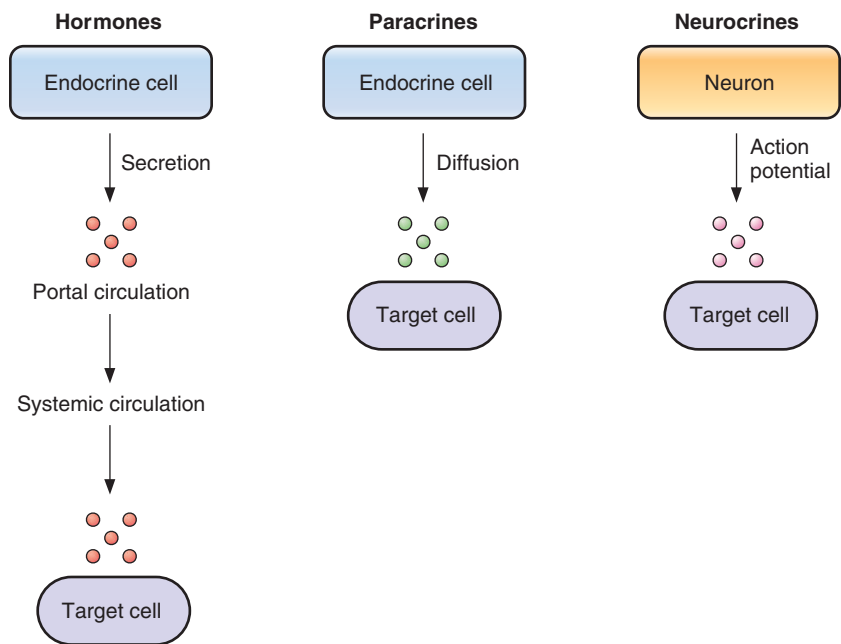 Hormones
Endocrine cell
Secretion
Portal circulation
Systemic circulation
Target cell
Paracrines
Endocrine cell
Diffusion
Target cell
Neurocrines
Neuron
Action
potential
Target cell